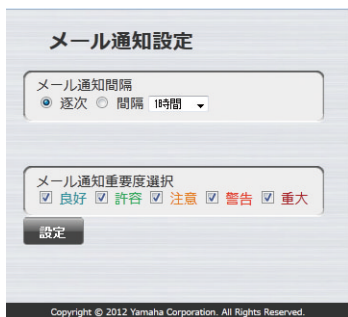 メール通知設定
メール通知間隔
逐次 間隔 1時間
メール通知重要度選択
良好 許容 注意 警告 重大
設定
Copyright © 2012 Yamaha Corporation. All Rights Reserved.